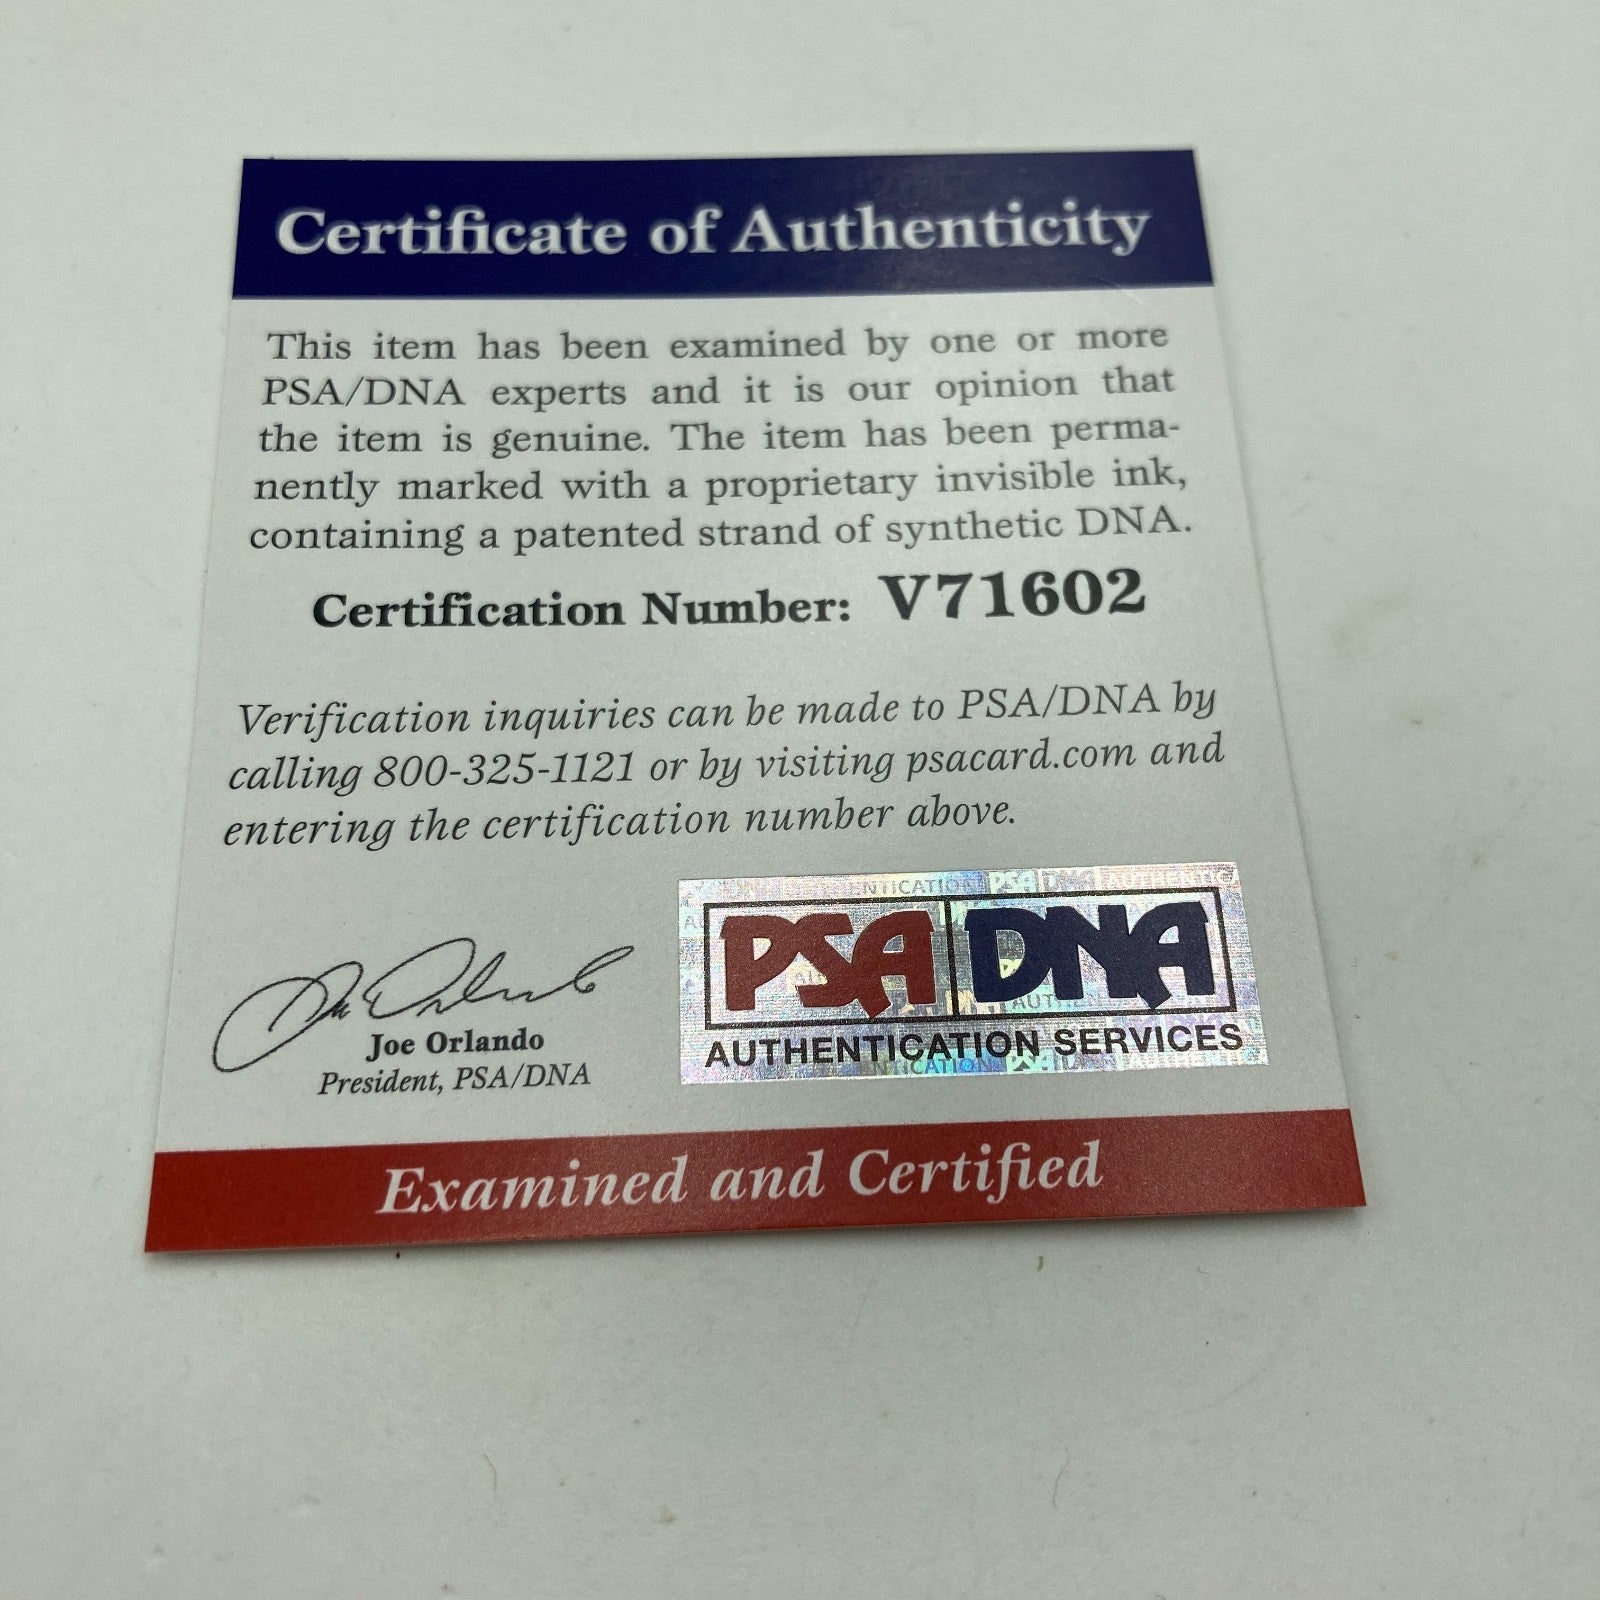 Certificate of Authenticity
This item has been examined by one or more
PSA/DNA experts and it is our opinion that
the item is genuine. The item has been perma-
nently marked with a proprietary invisible ink,
containing a patented strand of synthetic DNA.
Certification Number: V71602
Verification inquiries can be made to PSA/DNA by
calling 800-325-1121 or by visiting psacard.com and
entering the certification number above.
Joe Orlando
President, PSA/DNA
PSA DNA
AUTHENTICATION SERVICES
Examined and Certified